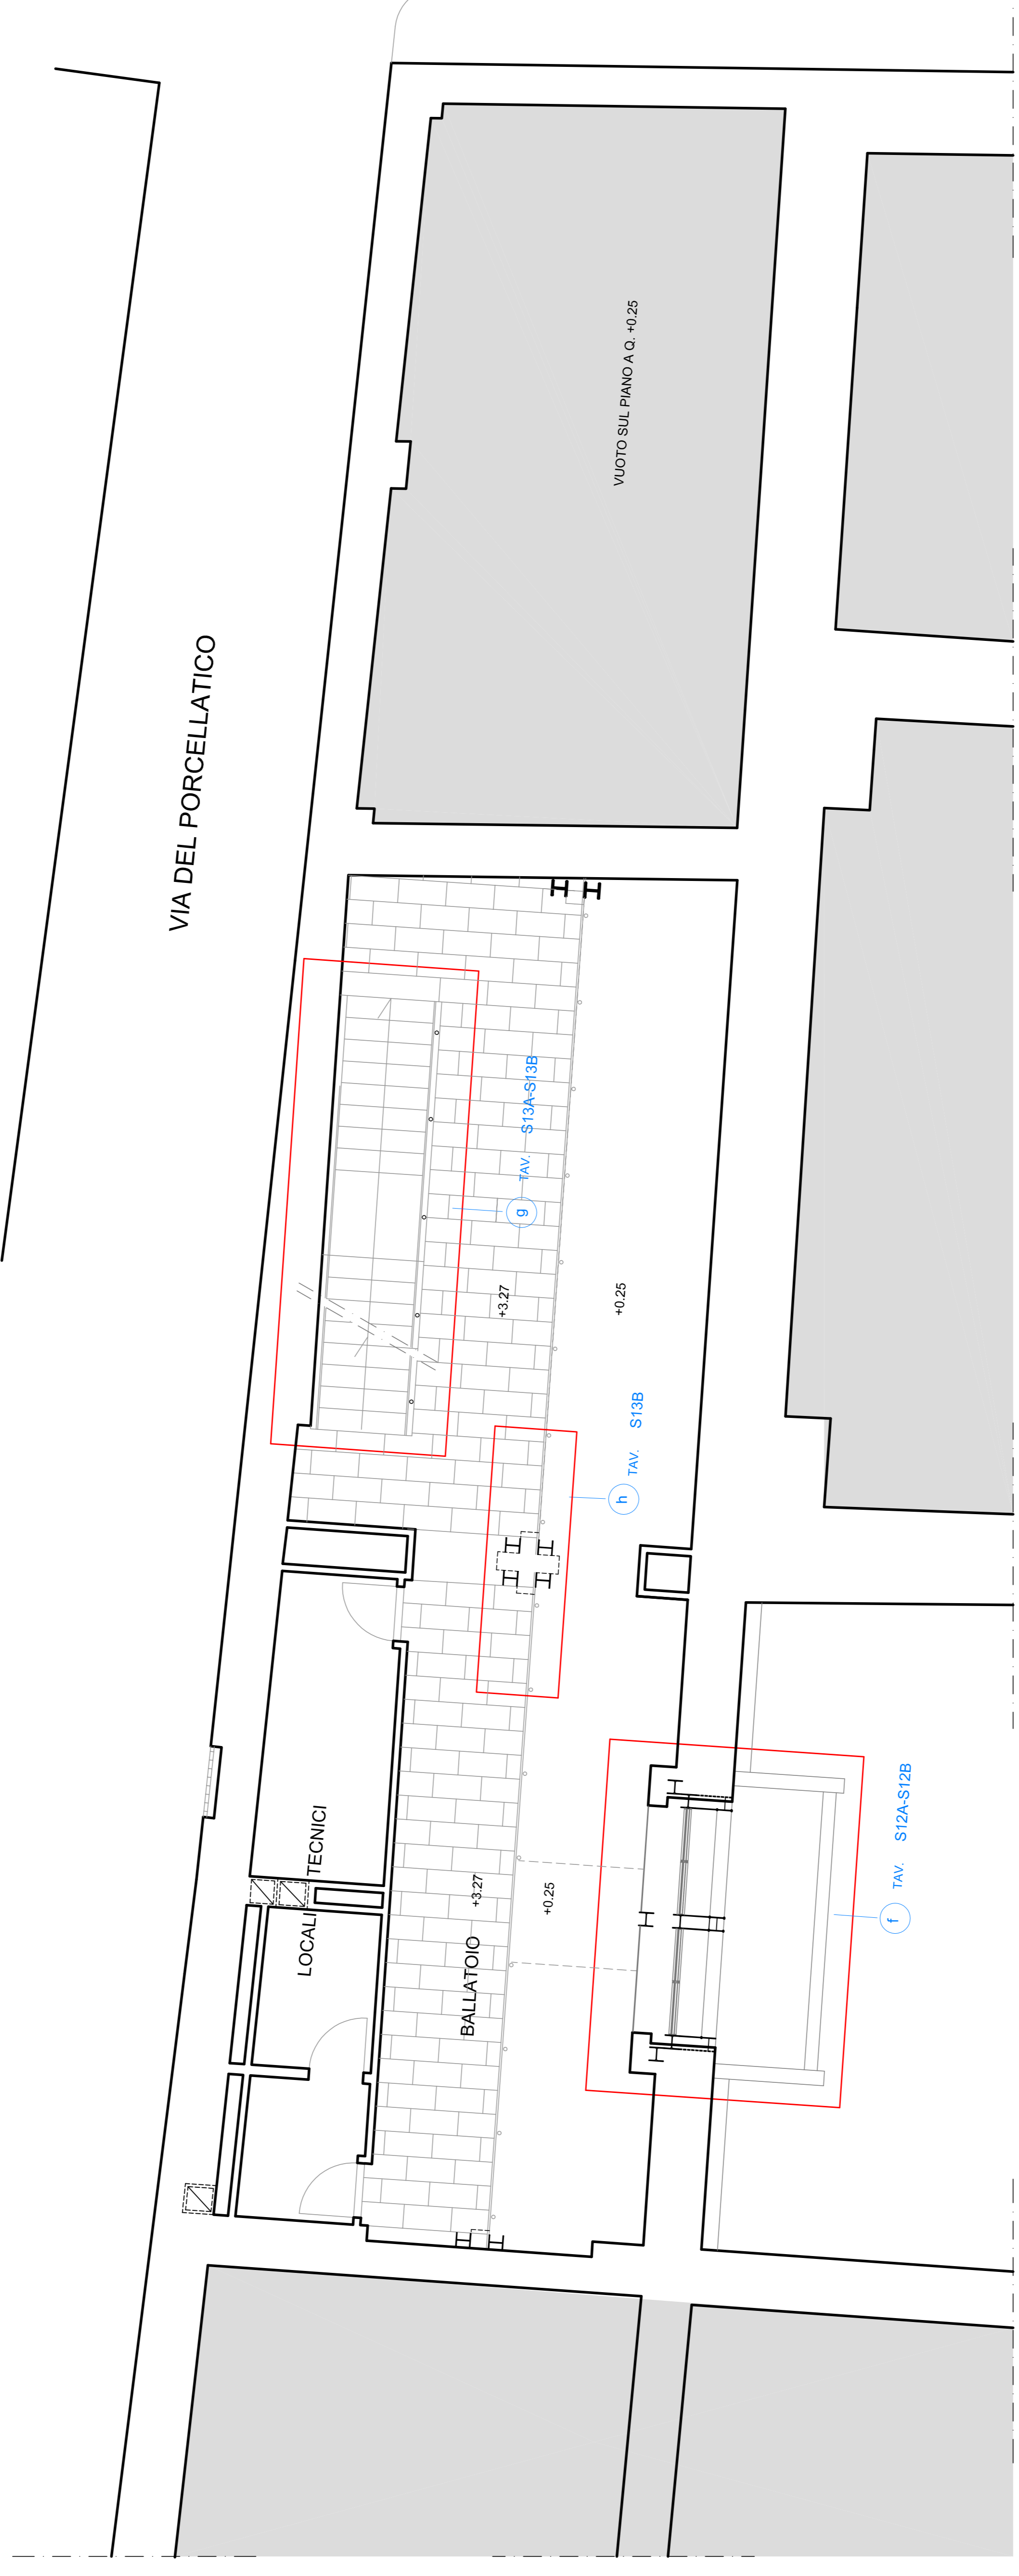 VUOTO SUL PIANO A Q. +0.25
VIA DEL PORCELLATICO
g TAV. S13A-S13B
+3.27
+0.25
h TAV. S13B
f TAV. S12A-S12B
LOCALI TECNICI
+3.27
+0.25
BALLATOIO